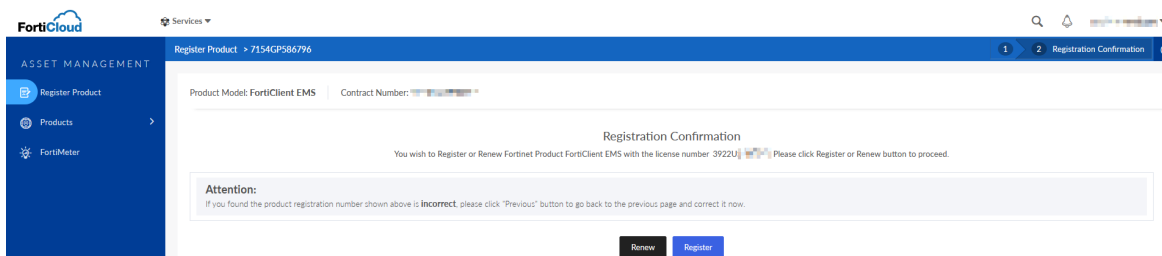 FortiCloud
Services
Register Product > 7154GP586796
1 2 Registration Confirmation
ASSET MANAGEMENT
Register Product
Products
FortiMeter
Product Model: FortiClient EMS Contract Number:
Registration Confirmation
You wish to Register or Renew Fortinet Product FortiClient EMS with the license number 3922U Please click Register or Renew button to proceed.
Attention:
If you found the product registration number shown above is incorrect, please click "Previous" button to go back to the previous page and correct it now.
Renew Register